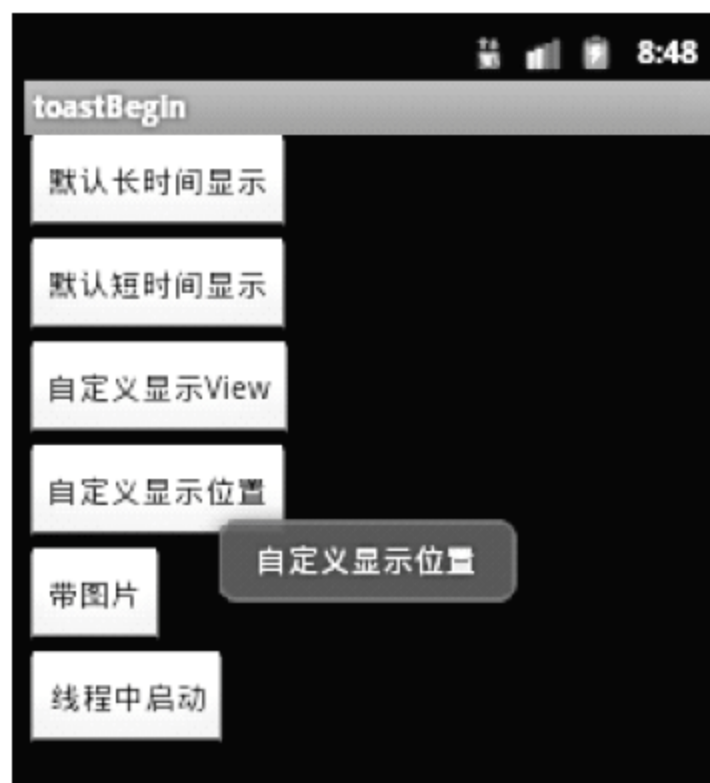 8:48
toastBegin
默认长时间显示
默认短时间显示
自定义显示View
自定义显示位置
自定义显示位置
带图片
线程中启动